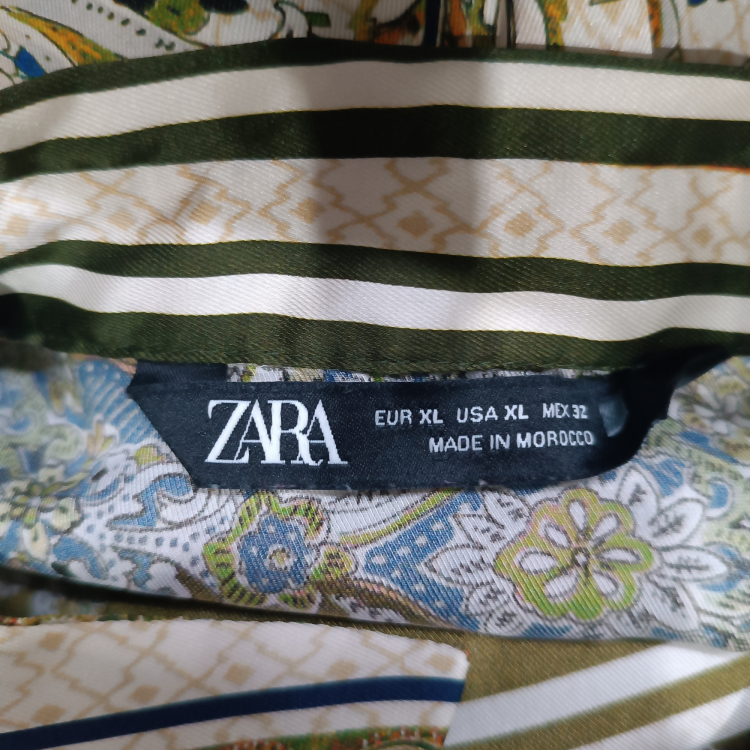 ZARA
EUR XL USA XL MEX 32
MADE IN MOROCCO